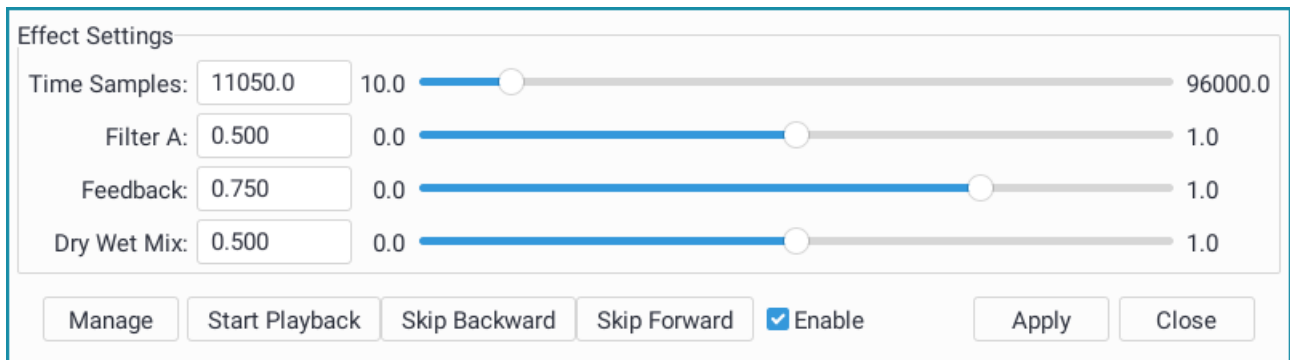 Effect Settings
Time Samples: 11050.0 10.0 96000.0
Filter A: 0.500 0.0 1.0
Feedback: 0.750 0.0 1.0
Dry Wet Mix: 0.500 0.0 1.0
Manage Start Playback Skip Backward Skip Forward Enable Apply Close